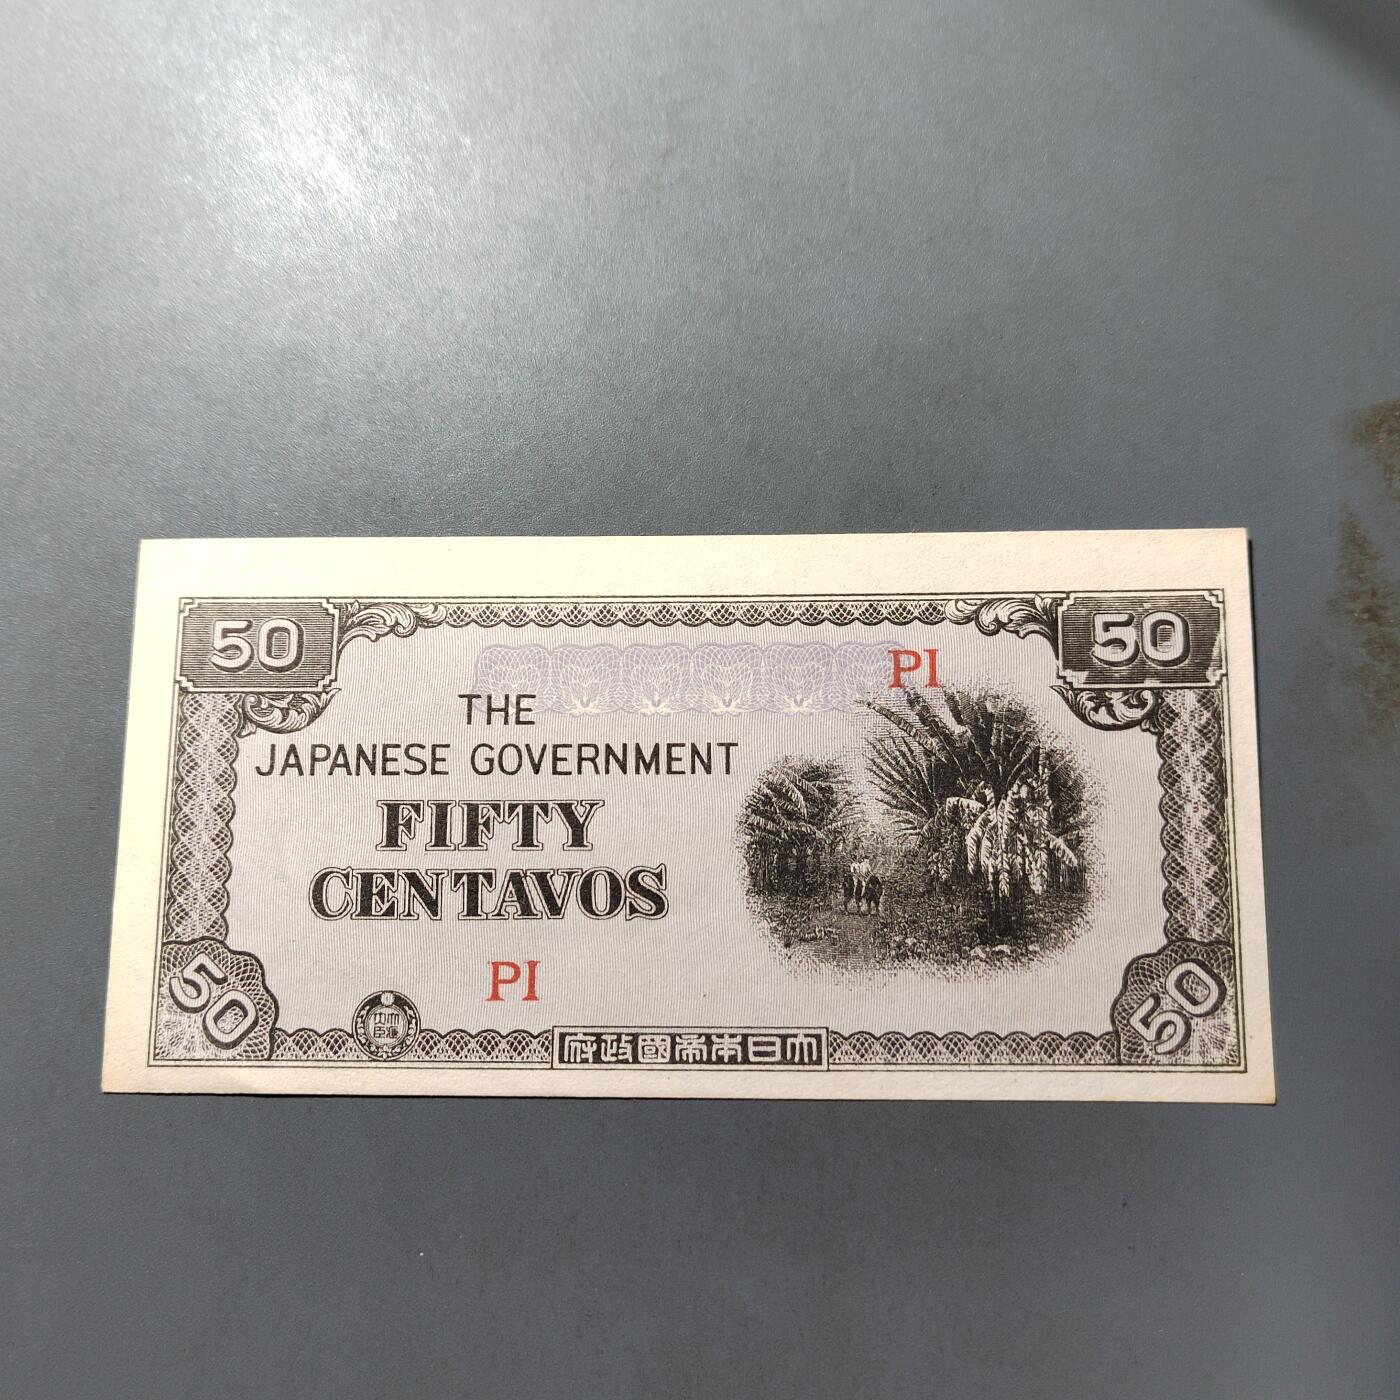 50
50
PI
THE
JAPANESE GOVERNMENT
FIFTY
CENTAVOS
PI
50
50
府政國帝本日大